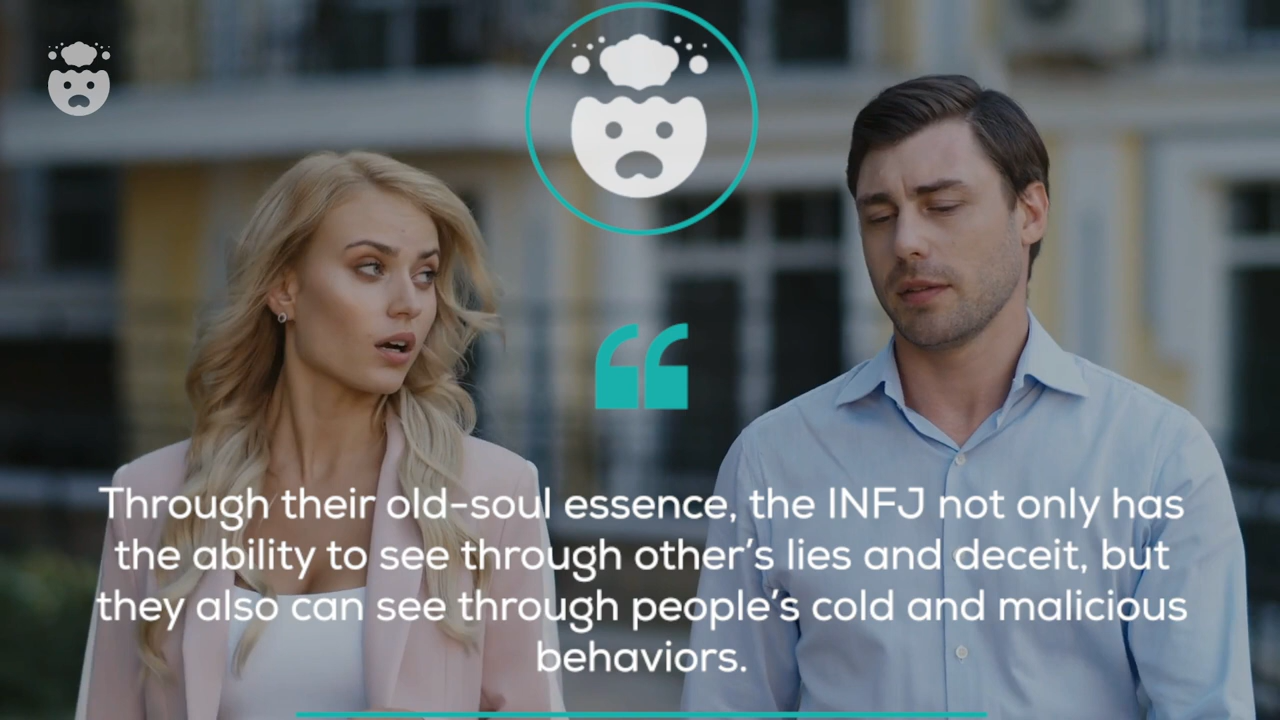 Through their old-soul essence, the INFJ not only has
the ability to see through other’s lies and deceit, but
they also can see through people’s cold and malicious
behaviors.